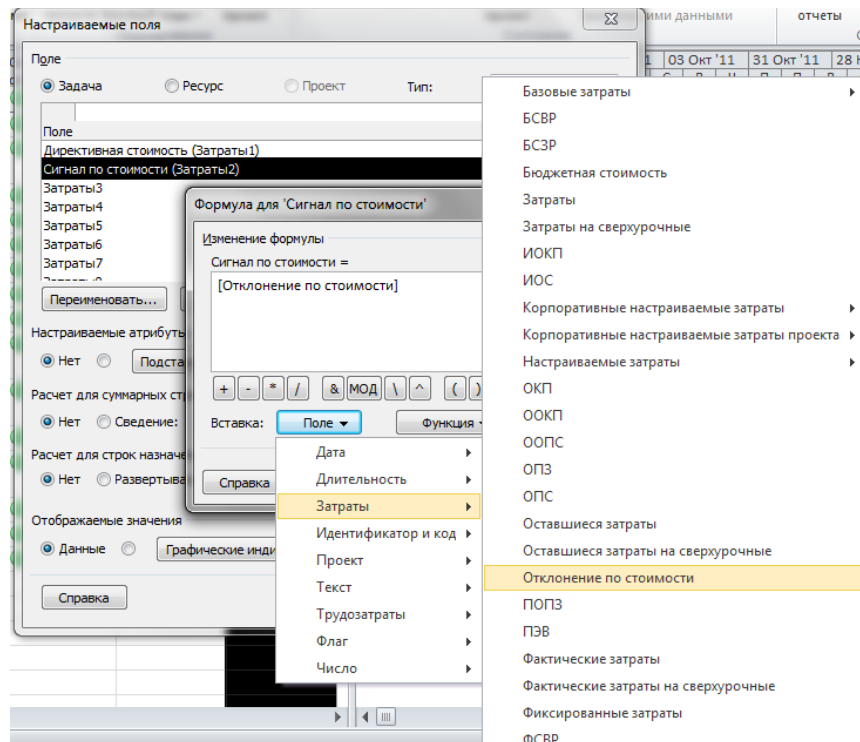 ими данными
отчеты
Настраиваемые поля
03 Окт '11
31 Окт '11
28
Поле
Задача
Ресурс
Проект
Тип:
Поле
Директивная стоимость (Затраты1)
Сигнал по стоимости (Затраты2)
Затраты3
Затраты4
Затраты5
Затраты6
Затраты7
Переименовать...
Настраиваемые атрибуты
Нет
Подста
Расчет для суммарных ст
Нет
Сведение:
Расчет для строк назначе
Нет
Развертыва
Отображаемые значения
Данные
Графические инди
Справка
Формула для 'Сигнал по стоимости'
Изменение формулы
Сигнал по стоимости =
[Отклонение по стоимости]
+ - * / & МОД \ ^ ( )
Вставка:
Поле
Функция
Справка
Дата
Длительность
Затраты
Идентификатор и код
Проект
Текст
Трудозатраты
Флаг
Число
Базовые затраты
БСВР
БСЗР
Бюджетная стоимость
Затраты
Затраты на сверхурочные
ИОКП
ИОС
Корпоративные настраиваемые затраты
Корпоративные настраиваемые затраты проекта
Настраиваемые затраты
ОКП
ООКП
ООПС
ОПЗ
ОПС
Оставшиеся затраты
Оставшиеся затраты на сверхурочные
Отклонение по стоимости
ПОПЗ
ПЭВ
Фактические затраты
Фактические затраты на сверхурочные
Фиксированные затраты
ФСВР